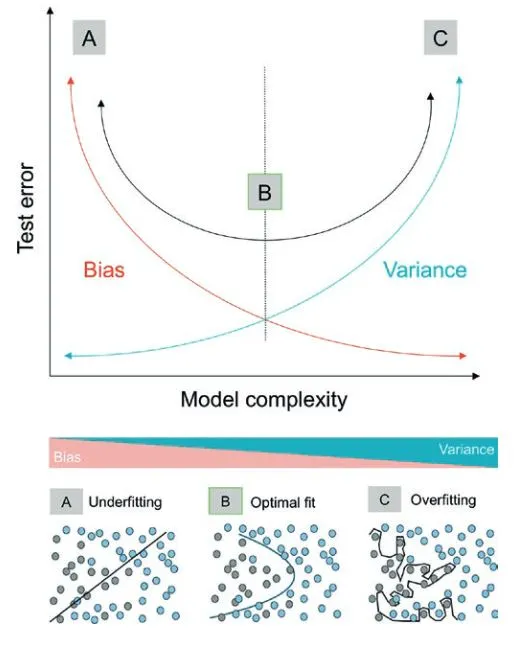 A
C
B
Test error
Bias
Variance
Model complexity
Bias
Variance
A Underfitting
B Optimal fit
C Overfitting